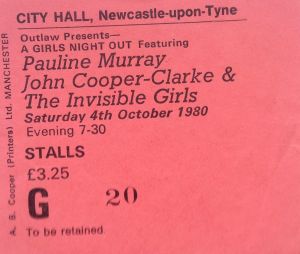 CITY HALL, Newcastle-upon-Tyne
Outlaw Presents—
A GIRLS NIGHT OUT Featuring
Pauline Murray
John Cooper-Clarke &
The Invisible Girls
Saturday 4th October 1980
Evening 7-30
STALLS
£3.25
G 20
To be retained
A. B. Cooper (Printers) Ltd. MANCHESTER